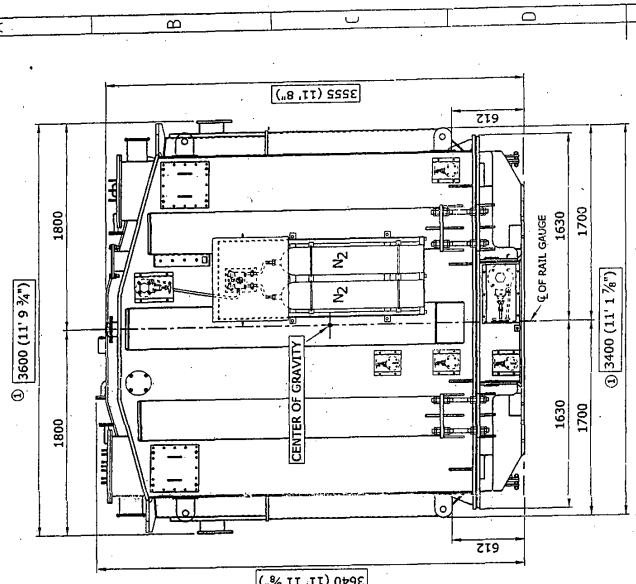 A
B
C
D
3555 (11' 8")
612
1800
1800
① 3600 (11' 9 3/4")
N2
N2
A
A
A
A
CENTER OF GRAVITY
℄ OF RAIL GAUGE
1630
1700
1630
1700
① 3400 (11' 1 7/8")
612
3640 (11' 11 3/8")